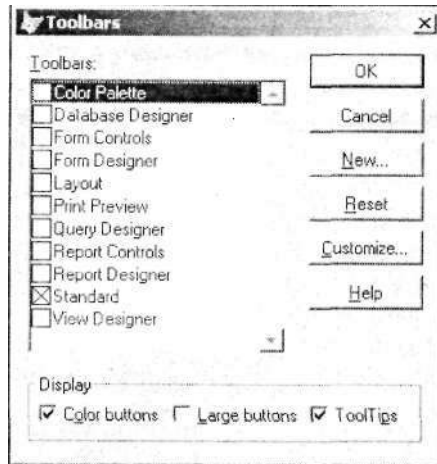 Toolbars
Toolbars:
Color Palette
Database Designer
Form Controls
Form Designer
Layout
Print Preview
Query Designer
Report Controls
Report Designer
Standard
View Designer
OK
Cancel
New...
Reset
Customize...
Help
Display
Color buttons Large buttons ToolTips